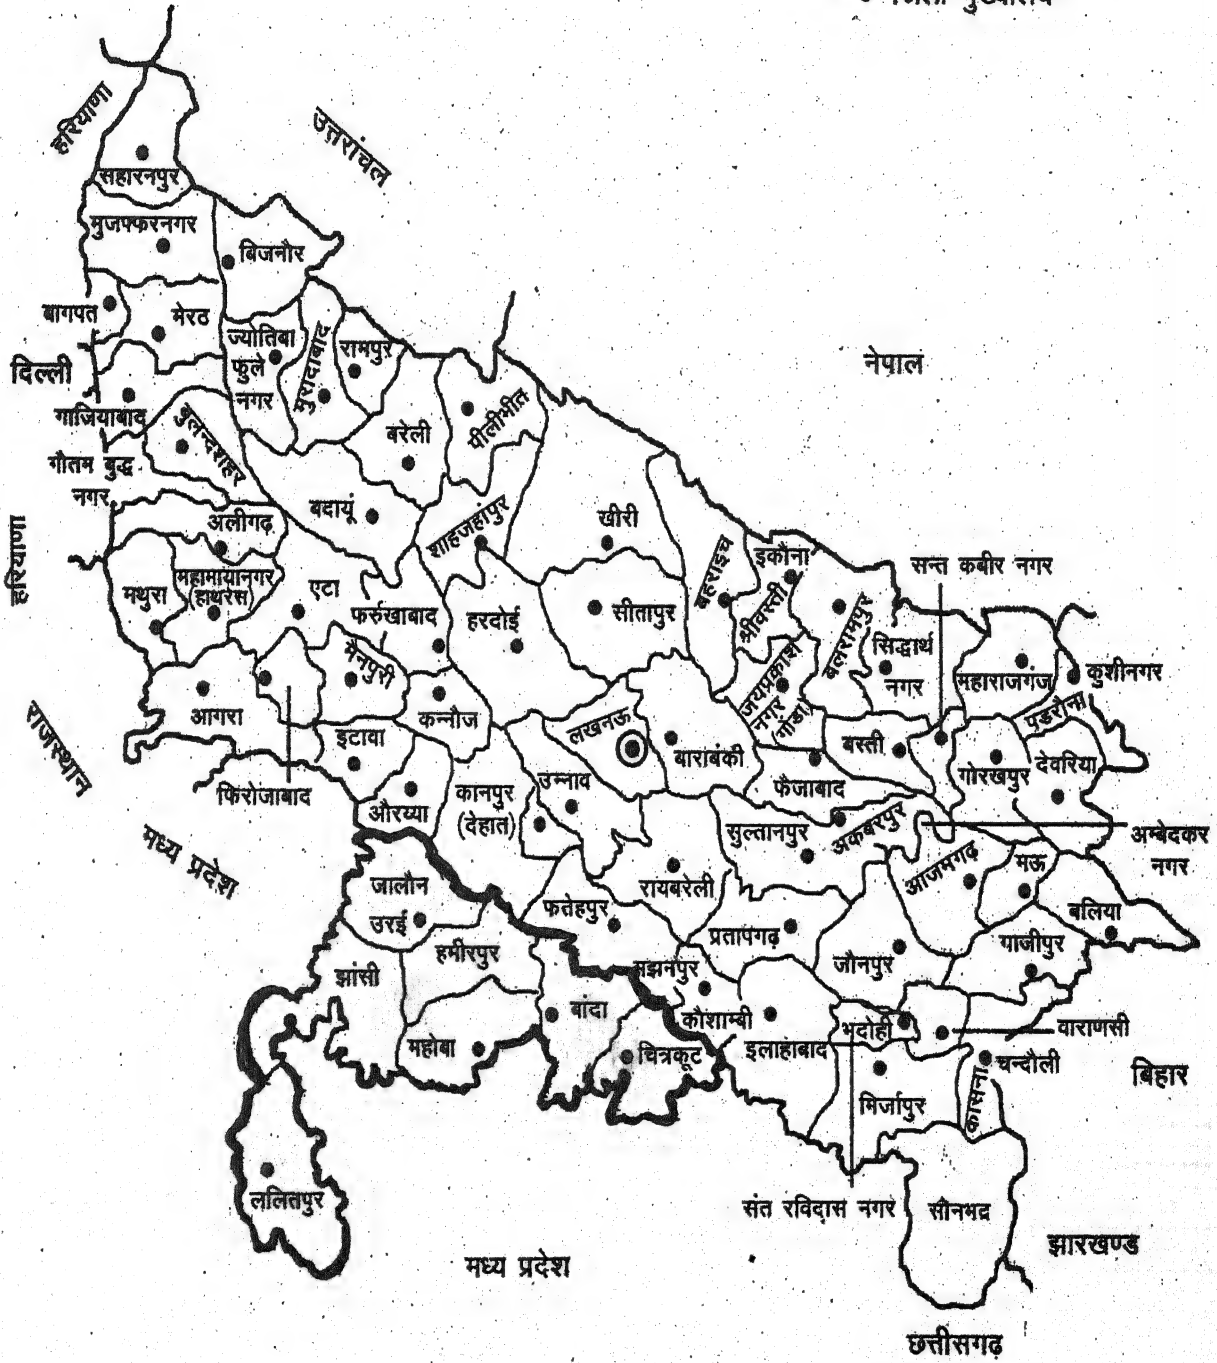 जिला मुख्यालय
हरियाणा
उत्तरांचल
सहारनपुर
मुजफ्फरनगर
बिजनौर
बागपत
मेरठ
ज्योतिबा
फुले
नगर
मुरादाबाद
रामपुर
नेपाल
दिल्ली
गाजियाबाद
बुलन्दशहर
बरेली
पीलीभीत
गौतम बुद्ध
नगर
अलीगढ़
बदायूं
शाहजहांपुर
खीरी
हरियाणा
मथुरा
महामायानगर
(हाथरस)
एटा
फर्रुखाबाद
हरदोई
सीतापुर
बहराइच
इकौना
श्रीवस्ती
बलरामपुर
सन्त कबीर नगर
सिद्धार्थ
नगर
महाराजगंज
कुशीनगर
पडरौना
राजस्थान
आगरा
मैनपुरी
कन्नौज
इटावा
लखनऊ
बाराबंकी
जयप्रकाश
नगर
(गोंडा)
बस्ती
गोरखपुर
देवरिया
फिरोजाबाद
औरय्या
कानपुर
(देहात)
उन्नाव
फैजाबाद
सुल्तानपुर
अकबरपुर
अम्बेदकर
नगर
मध्य प्रदेश
जालौन
उरई
रायबरेली
आजमगढ़
मऊ
बलिया
फतेहपुर
प्रतापगढ़
जौनपुर
गाजीपुर
हमीरपुर
झांसी
मझनपुर
बांदा
कौशाम्बी
इलाहाबाद
भदोही
वाराणसी
महोबा
चित्रकूट
चन्दौली
बिहार
मिर्जापुर
कासना
ललितपुर
संत रविदास नगर
सोनभद्र
झारखण्ड
मध्य प्रदेश
छत्तीसगढ़